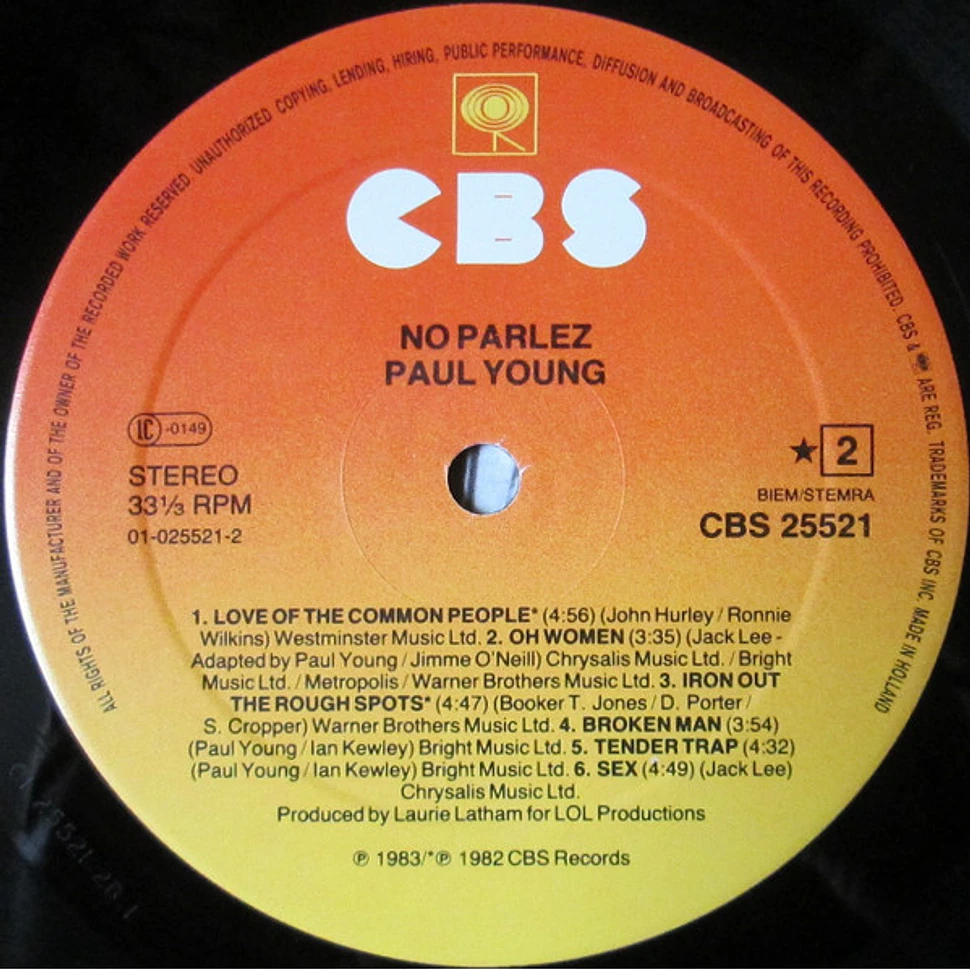 ALL RIGHTS OF THE MANUFACTURER AND OF THE OWNER OF THE RECORDED WORK RESERVED. UNAUTHORIZED COPYING, LENDING, HIRING, PUBLIC PERFORMANCE, DIFFUSION AND BROADCASTING OF THIS RECORDING PROHIBITED. CBS & ARE REG. TRADEMARKS OF CBS INC. MADE IN HOLLAND
CBS
NO PARLEZ
PAUL YOUNG
LC -0149
STEREO
33⅓ RPM
01-025521-2
★ 2
BIEM/STEMRA
CBS 25521
1. LOVE OF THE COMMON PEOPLE* (4:56) (John Hurley / Ronnie
Wilkins) Westminster Music Ltd. 2. OH WOMEN (3:35) (Jack Lee -
Adapted by Paul Young / Jimme O'Neill) Chrysalis Music Ltd. / Bright
Music Ltd. / Metropolis / Warner Brothers Music Ltd. 3. IRON OUT
THE ROUGH SPOTS* (4:47) (Booker T. Jones / D. Porter /
S. Cropper) Warner Brothers Music Ltd. 4. BROKEN MAN (3:54)
(Paul Young / Ian Kewley) Bright Music Ltd. 5. TENDER TRAP (4:32)
(Paul Young / Ian Kewley) Bright Music Ltd. 6. SEX (4:49) (Jack Lee)
Chrysalis Music Ltd.
Produced by Laurie Latham for LOL Productions
℗ 1983/*℗ 1982 CBS Records